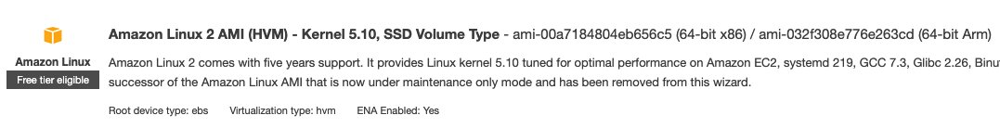 Amazon Linux 2 AMI (HVM) - Kernel 5.10, SSD Volume Type - ami-00a7184804eb656c5 (64-bit x86) / ami-032f308e776e263cd (64-bit Arm)
Amazon Linux
Free tier eligible
Amazon Linux 2 comes with five years support. It provides Linux kernel 5.10 tuned for optimal performance on Amazon EC2, systemd 219, GCC 7.3, Glibc 2.26,
successor of the Amazon Linux AMI that is now under maintenance only mode and has been removed from this wizard.
Root device type: ebs Virtualization type: hvm ENA Enabled: Yes